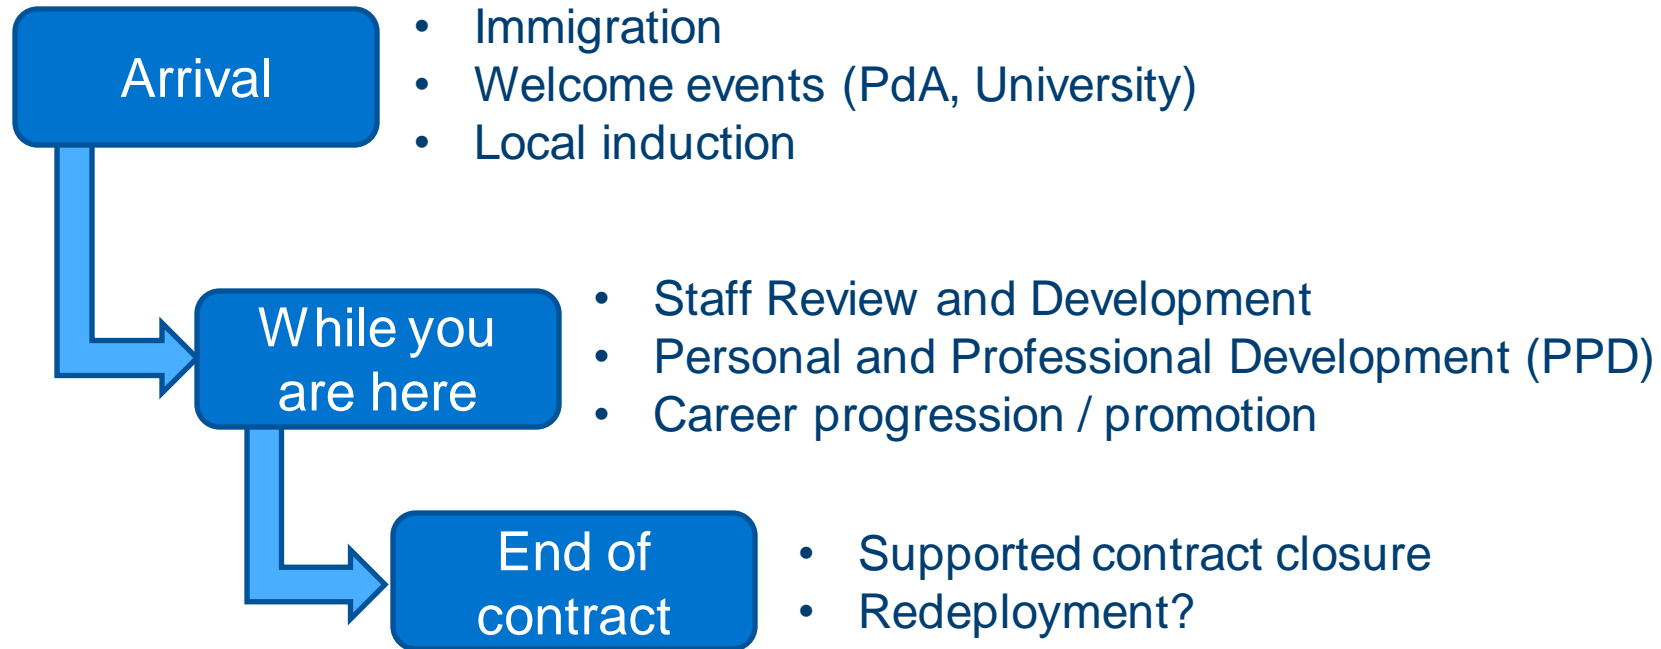 Arrival
• Immigration
• Welcome events (PdA, University)
• Local induction
While you
are here
• Staff Review and Development
• Personal and Professional Development (PPD)
• Career progression / promotion
End of
contract
• Supported contract closure
• Redeployment?